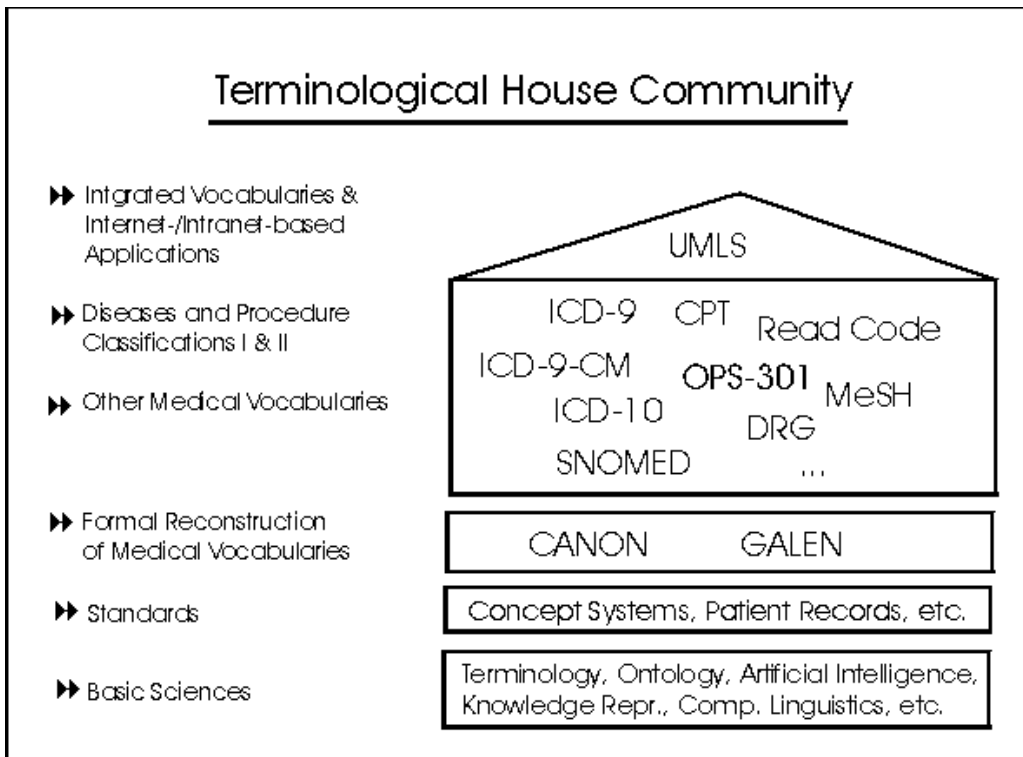 Terminological House Community
Intgrated Vocabularies &
Internet-/Intranet-based
Applications
UMLS
Diseases and Procedure
Classifications I & II
Other Medical Vocabularies
ICD-9 CPT Read Code
ICD-9-CM OPS-301 MeSH
ICD-10 DRG
SNOMED ...
Formal Reconstruction
of Medical Vocabularies
CANON GALEN
Standards
Concept Systems, Patient Records, etc.
Basic Sciences
Terminology, Ontology, Artificial Intelligence,
Knowledge Repr., Comp. Linguistics, etc.